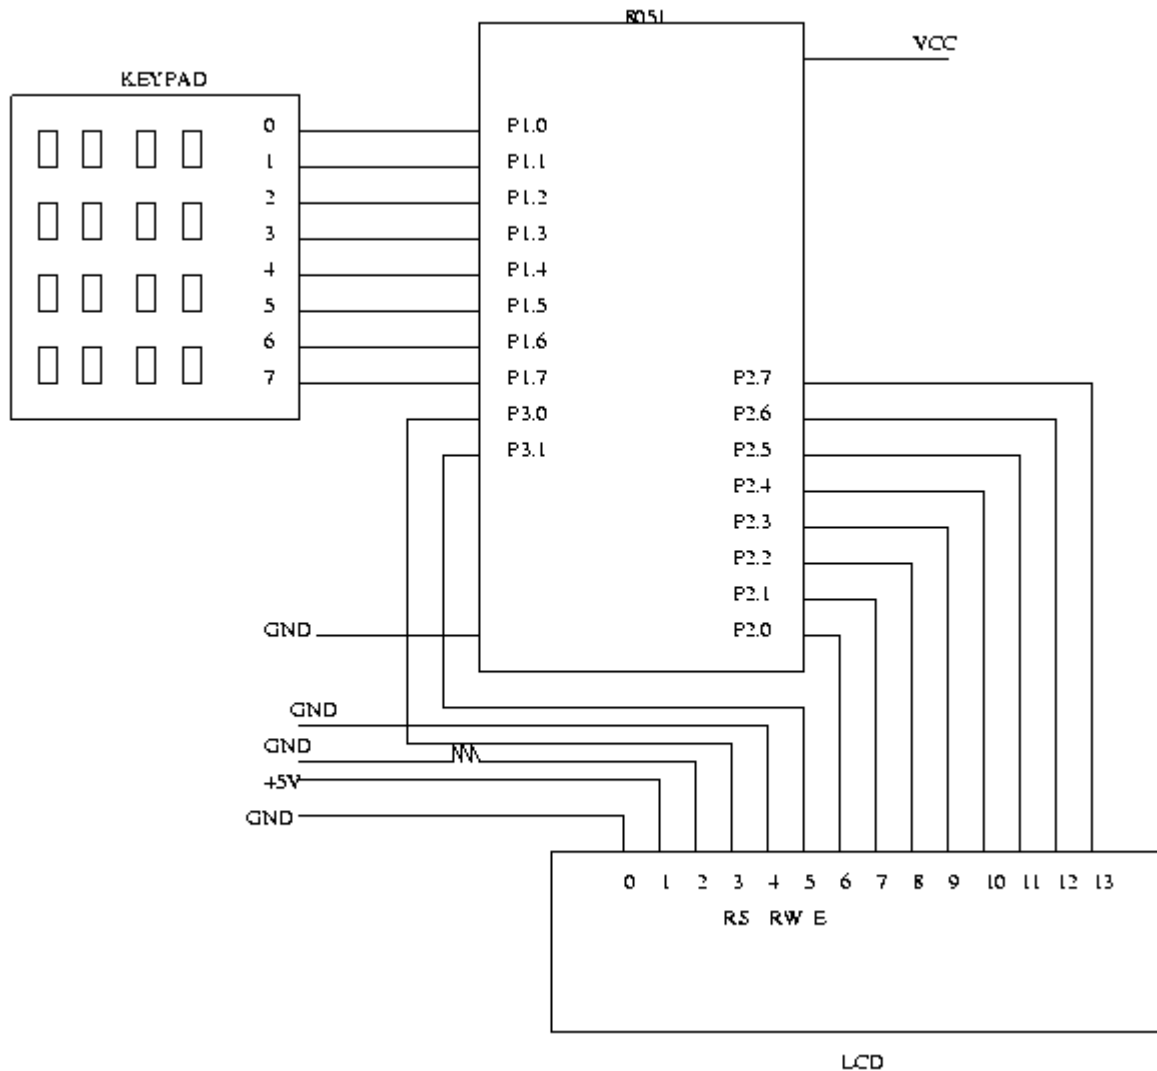 8051
VCC
KEYPAD
0 P1.0
1 P1.1
2 P1.2
3 P1.3
4 P1.4
5 P1.5
6 P1.6
7 P1.7 P2.7
P3.0 P2.6
P3.1 P2.5
P2.4
P2.3
P2.2
P2.1
GND P2.0
GND
GND
+5V
GND
0 1 2 3 4 5 6 7 8 9 10 11 12 13
RS RW E
LCD